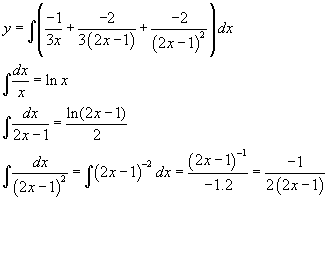 y = ∫(-1/3x + -2/3(2x-1) + -2/(2x-1)²) dx
∫dx/x = ln x
∫dx/2x-1 = ln(2x-1)/2
∫dx/(2x-1)² = ∫(2x-1)⁻² dx = (2x-1)⁻¹/-1.2 = -1/2(2x-1)